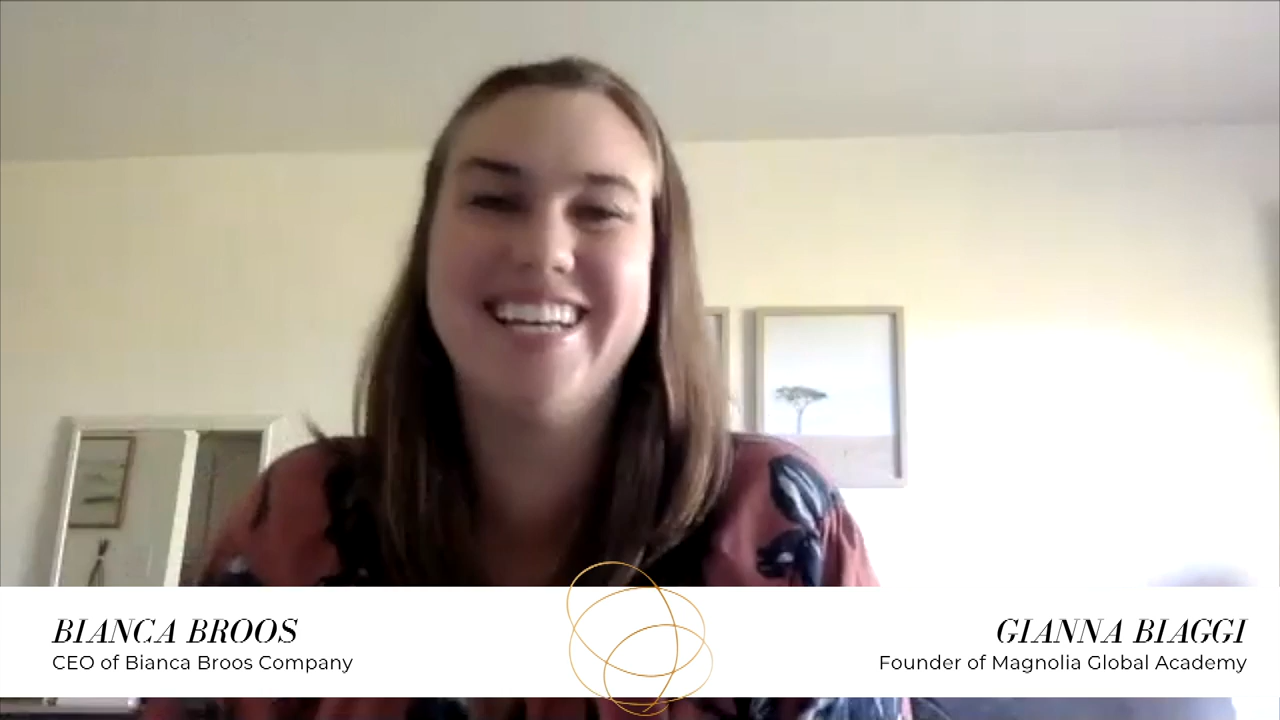 BIANCA BROOS
CEO of Bianca Broos Company
GIANNA BIAGGI
Founder of Magnolia Global Academy